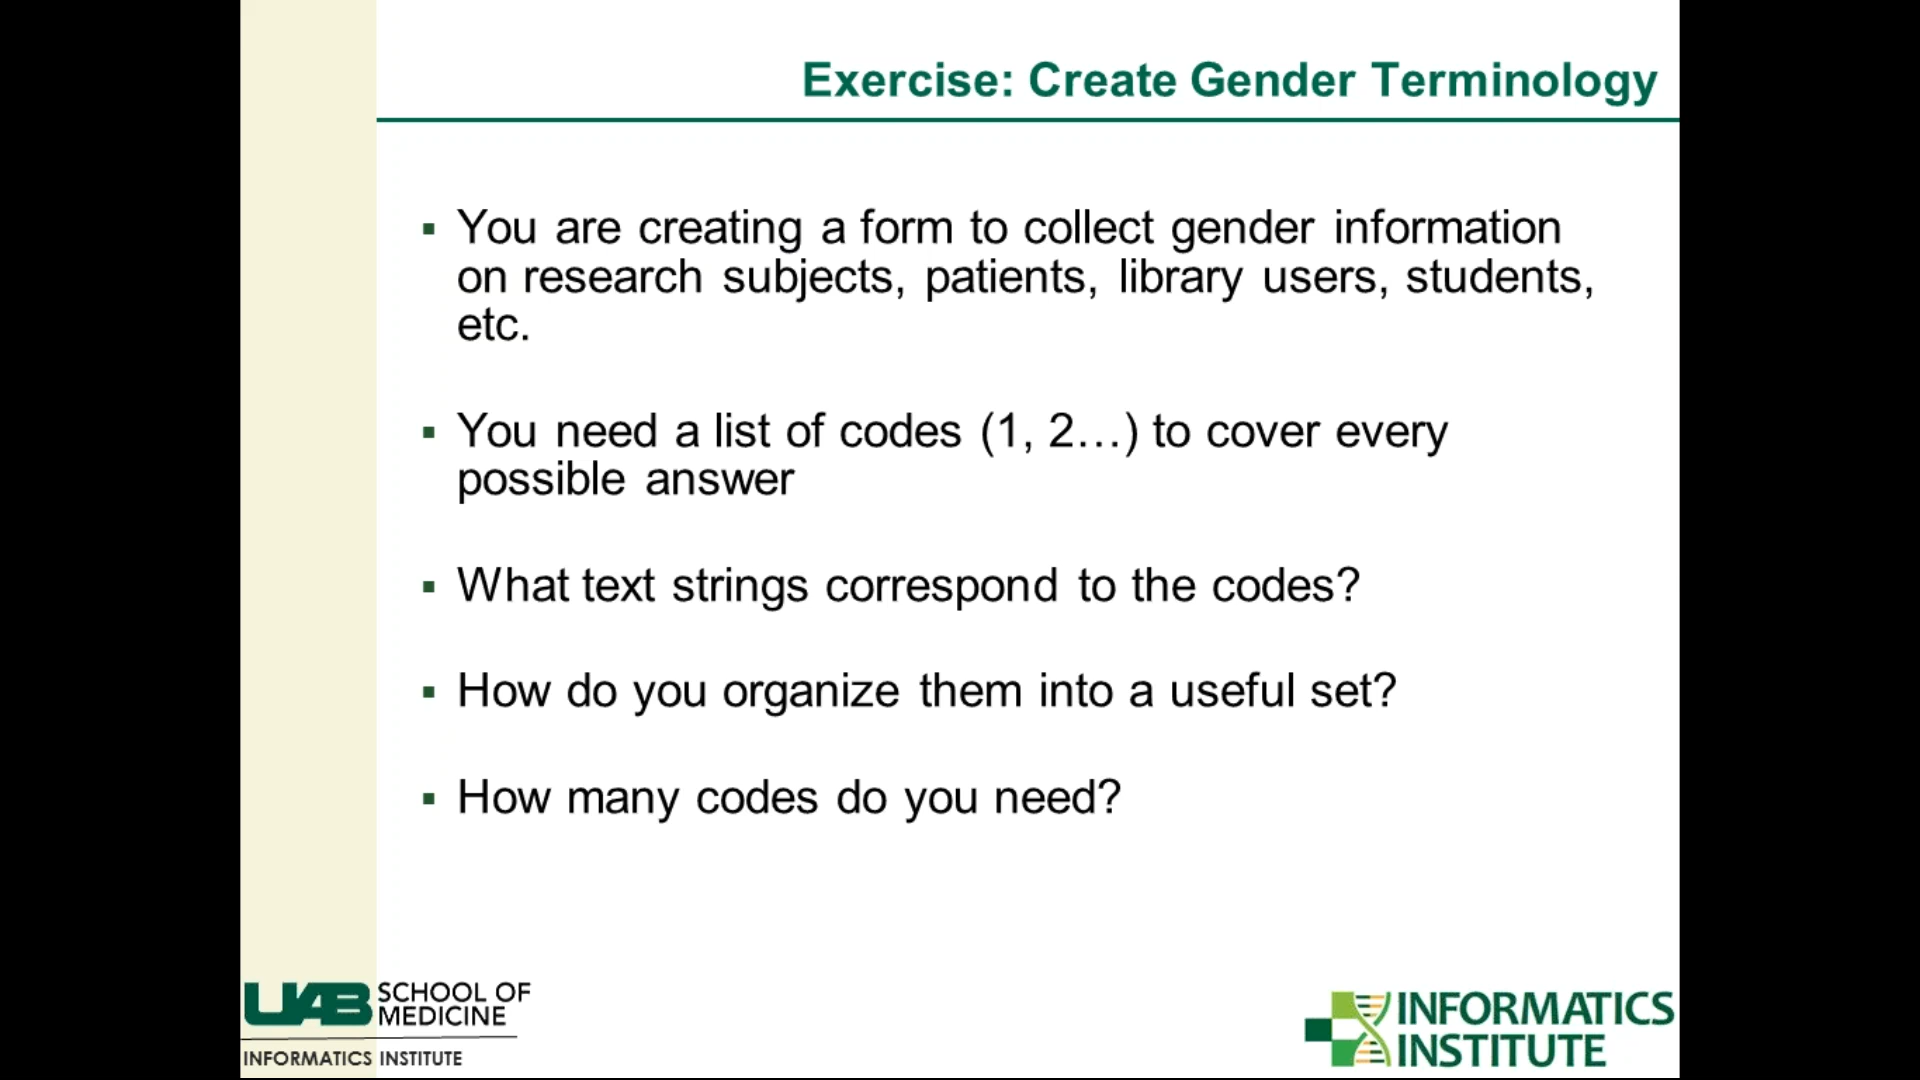 Exercise: Create Gender Terminology
▪ You are creating a form to collect gender information
on research subjects, patients, library users, students,
etc.
▪ You need a list of codes (1, 2…) to cover every
possible answer
▪ What text strings correspond to the codes?
▪ How do you organize them into a useful set?
▪ How many codes do you need?
UAB SCHOOL OF
MEDICINE
INFORMATICS INSTITUTE
INFORMATICS
INSTITUTE